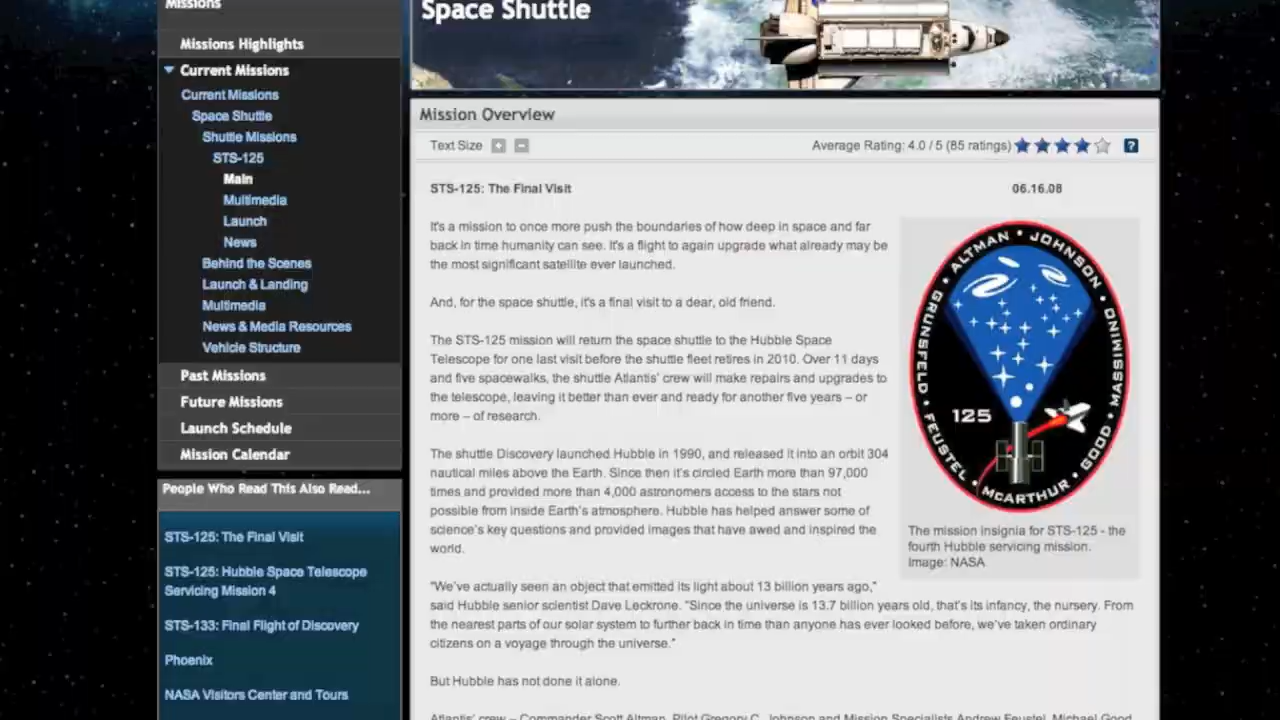 Missions
Missions Highlights
Current Missions
Current Missions
Space Shuttle
Shuttle Missions
STS-125
Main
Multimedia
Launch
News
Behind the Scenes
Launch & Landing
Multimedia
News & Media Resources
Vehicle Structure
Past Missions
Future Missions
Launch Schedule
Mission Calendar
People Who Read This Also Read...
STS-125: The Final Visit
STS-125: Hubble Space Telescope
Servicing Mission 4
STS-133: Final Flight of Discovery
Phoenix
NASA Visitors Center and Tours
Space Shuttle
Mission Overview
Text Size + -
Average Rating: 4.0 / 5 (85 ratings) ?
STS-125: The Final Visit
06.16.08
It's a mission to once more push the boundaries of how deep in space and far
back in time humanity can see. It's a flight to again upgrade what already may be
the most significant satellite ever launched.
And, for the space shuttle, it's a final visit to a dear, old friend.
The STS-125 mission will return the space shuttle to the Hubble Space
Telescope for one last visit before the shuttle fleet retires in 2010. Over 11 days
and five spacewalks, the shuttle Atlantis' crew will make repairs and upgrades to
the telescope, leaving it better than ever and ready for another five years – or
more – of research.
The shuttle Discovery launched Hubble in 1990, and released it into an orbit 304
nautical miles above the Earth. Since then it's circled Earth more than 97,000
times and provided more than 4,000 astronomers access to the stars not
possible from inside Earth's atmosphere. Hubble has helped answer some of
science's key questions and provided images that have awed and inspired the
world.
ALTMAN • JOHNSON • MASSIMINO • GOOD • McARTHUR • FEUSTEL • GRUNSFELD •
125
The mission insignia for STS-125 - the
fourth Hubble servicing mission.
Image: NASA
"We've actually seen an object that emitted its light about 13 billion years ago,"
said Hubble senior scientist Dave Leckrone. "Since the universe is 13.7 billion years old, that's its infancy, the nursery. From
the nearest parts of our solar system to further back in time than anyone has ever looked before, we've taken ordinary
citizens on a voyage through the universe."
But Hubble has not done it alone.
Atlantis' crew – Commander Scott Altman, Pilot Gregory C. Johnson and Mission Specialists Andrew Feustel, Michael Good,